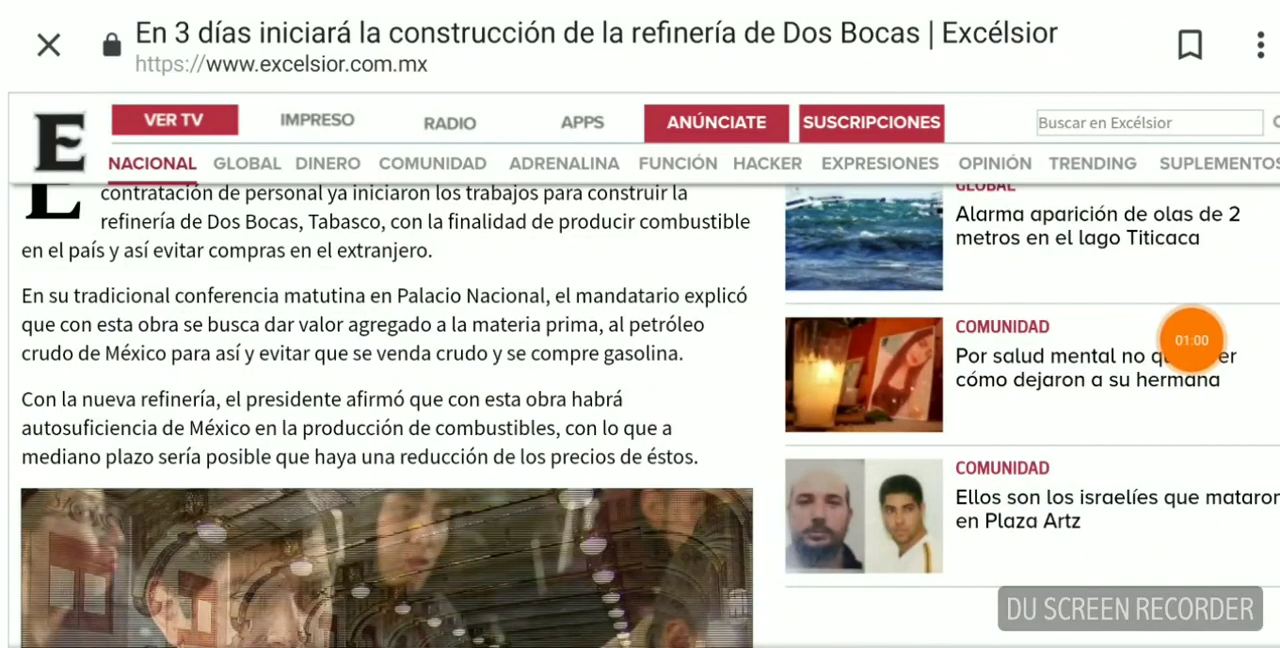 En 3 días iniciará la construcción de la refinería de Dos Bocas | Excélsior
https://www.excelsior.com.mx
E
VER TV
IMPRESO
RADIO
APPS
ANÚNCIATE
SUSCRIPCIONES
Buscar en Excélsior
NACIONAL GLOBAL DINERO COMUNIDAD ADRENALINA FUNCIÓN HACKER EXPRESIONES OPINIÓN TRENDING SUPLEMENTOS
E
contratación de personal ya iniciaron los trabajos para construir la
refinería de Dos Bocas, Tabasco, con la finalidad de producir combustible
en el país y así evitar compras en el extranjero.
En su tradicional conferencia matutina en Palacio Nacional, el mandatario explicó
que con esta obra se busca dar valor agregado a la materia prima, al petróleo
crudo de México para así y evitar que se venda crudo y se compre gasolina.
Con la nueva refinería, el presidente afirmó que con esta obra habrá
autosuficiencia de México en la producción de combustibles, con lo que a
mediano plazo sería posible que haya una reducción de los precios de éstos.
GLOBAL
Alarma aparición de olas de 2
metros en el lago Titicaca
COMUNIDAD
Por salud mental no
cómo dejaron a su hermana
01:00
COMUNIDAD
Ellos son los israelíes que mataron
en Plaza Artz
DU SCREEN RECORDER